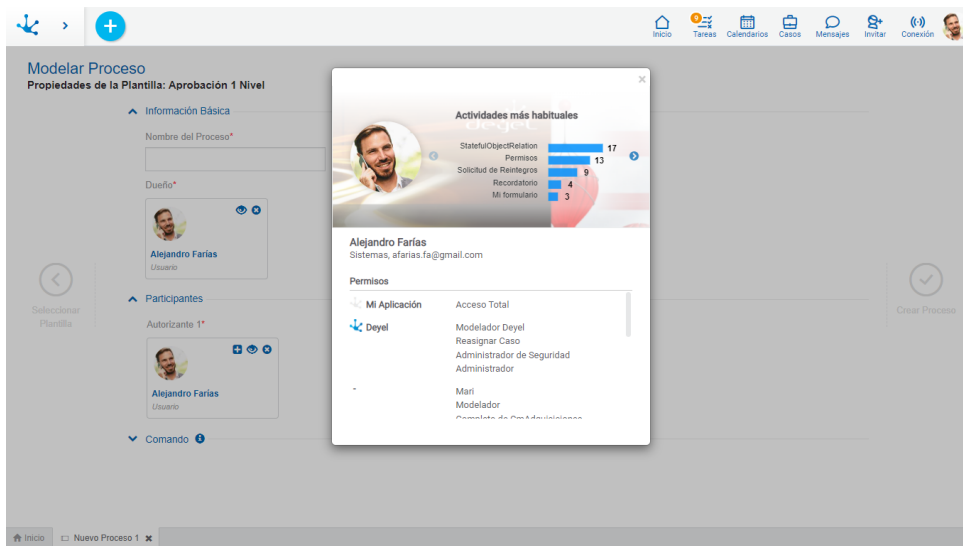 9
Inicio
Tareas
Calendarios
Casos
Mensajes
Invitar
Conexión
Modelar Proceso
Propiedades de la Plantilla: Aprobación 1 Nivel
Información Básica
Nombre del Proceso*
Dueño*
Alejandro Farías
Usuario
Participantes
Autorizante 1*
Alejandro Farías
Usuario
Comando
Seleccionar
Plantilla
Crear Proceso
×
Actividades más habituales
StatefulObjectRelation 17
Permisos 13
Solicitud de Reintegros 9
Recordatorio 4
Mi formulario 3
Alejandro Farías
Sistemas, afarias.fa@gmail.com
Permisos
Mi Aplicación Acceso Total
Deyel Modelador Deyel
Reasignar Caso
Administrador de Seguridad
Administrador
- Mari
Modelador
Completo de CmAdquisiciones
Inicio
Nuevo Proceso 1